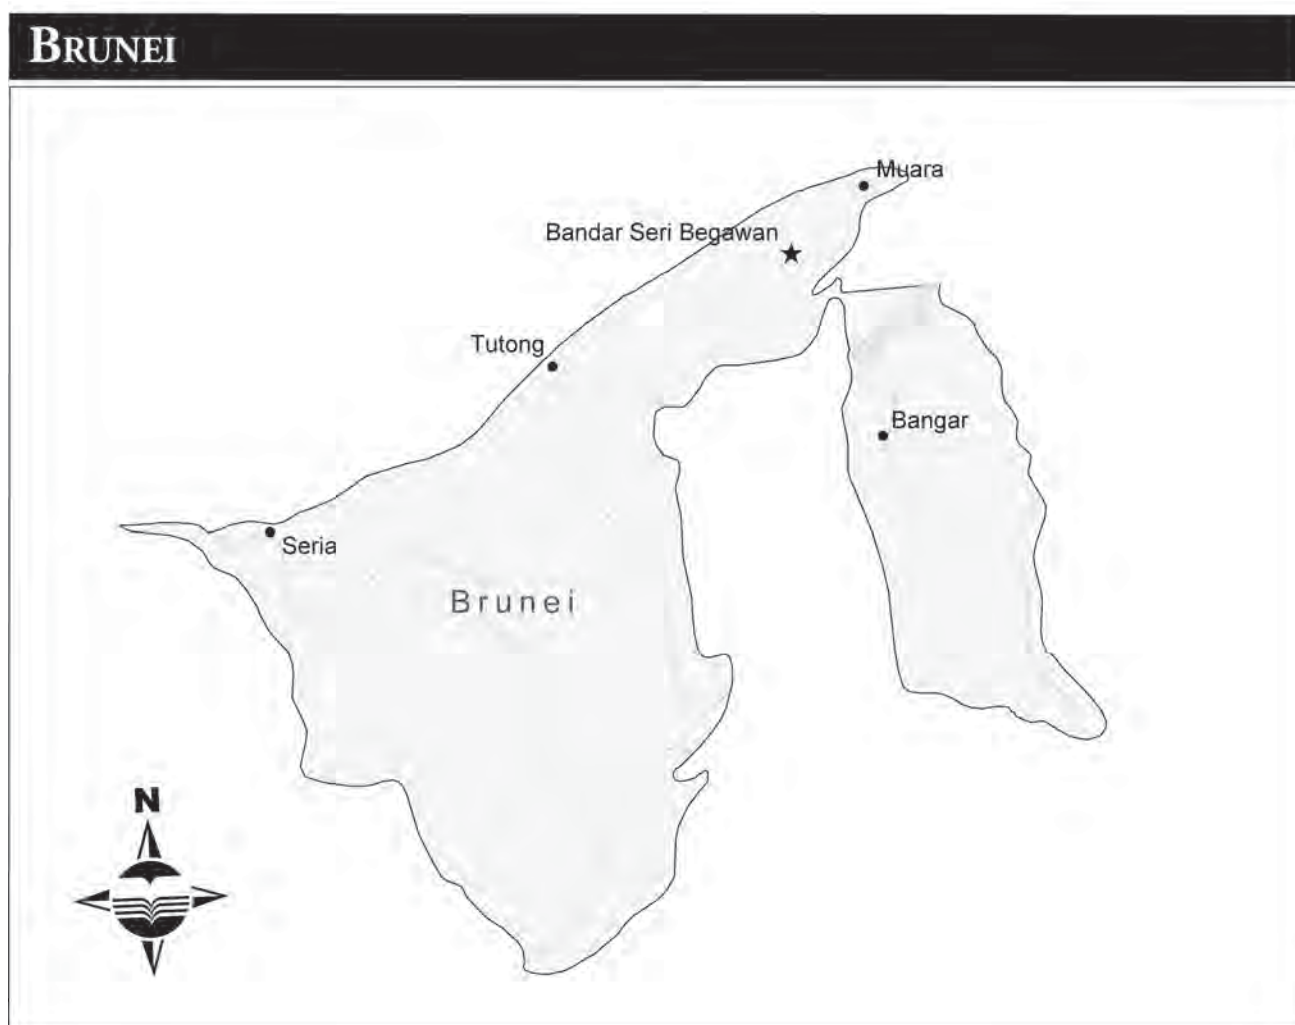 BRUNEI
Muara
Bandar Seri Begawan
Tutong
Bangar
Seria
Brunei
N